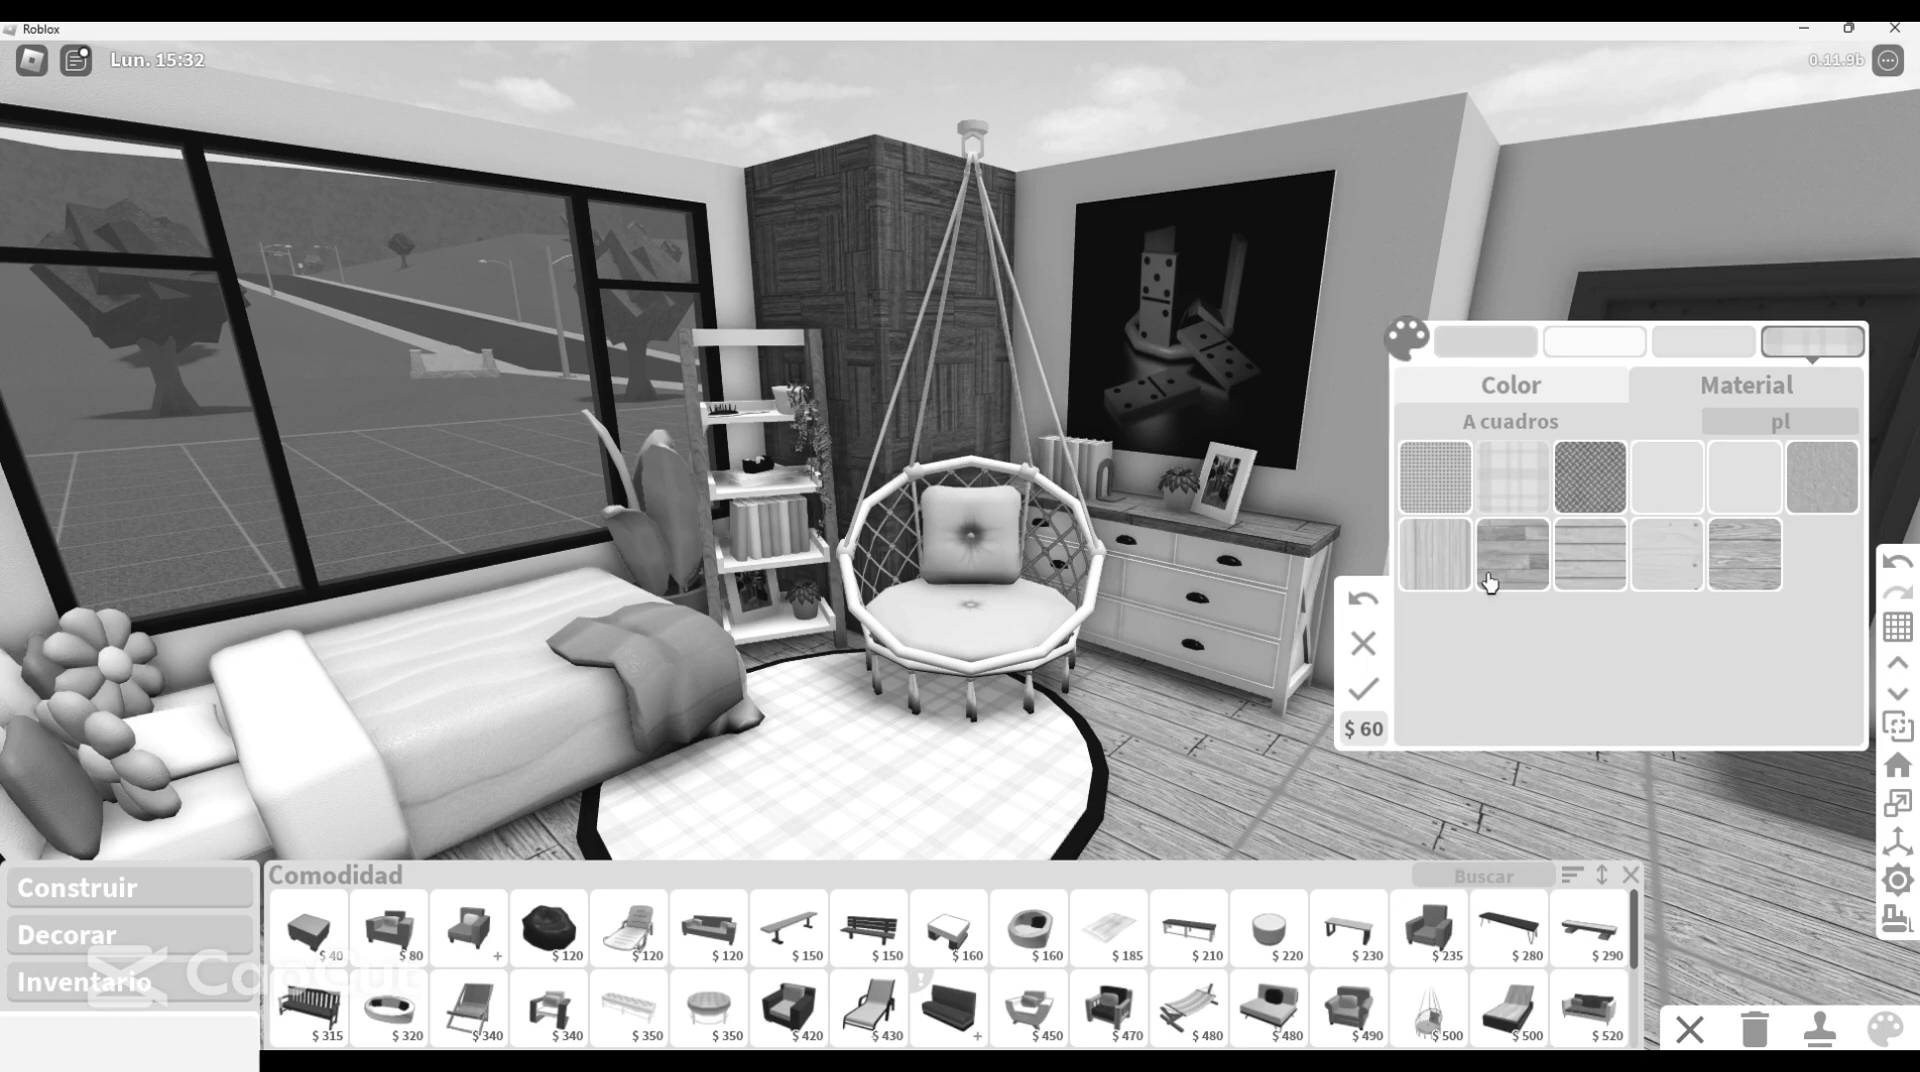 Roblox
Lun. 15:32
0.11.9b
Color
Material
A cuadros
pl
$ 60
Construir
Decorar
Inventario
CapCut
Comodidad
Buscar
$ 40
$ 80
+
$ 120
$ 120
$ 120
$ 150
$ 150
$ 160
$ 160
$ 185
$ 210
$ 220
$ 230
$ 235
$ 280
$ 290
$ 315
$ 320
$ 340
$ 340
$ 350
$ 350
$ 420
$ 430
+
$ 450
$ 470
$ 480
$ 480
$ 490
$ 500
$ 500
$ 520